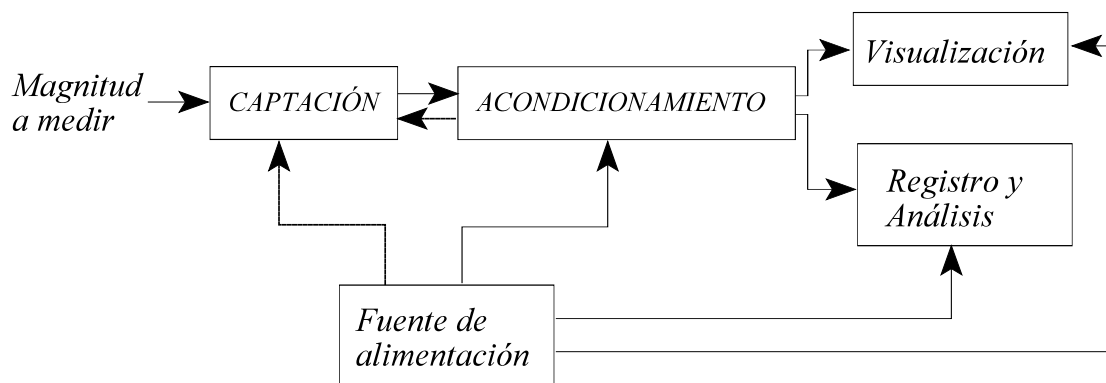 Magnitud
a medir
CAPTACIÓN
ACONDICIONAMIENTO
Visualización
Registro y
Análisis
Fuente de
alimentación